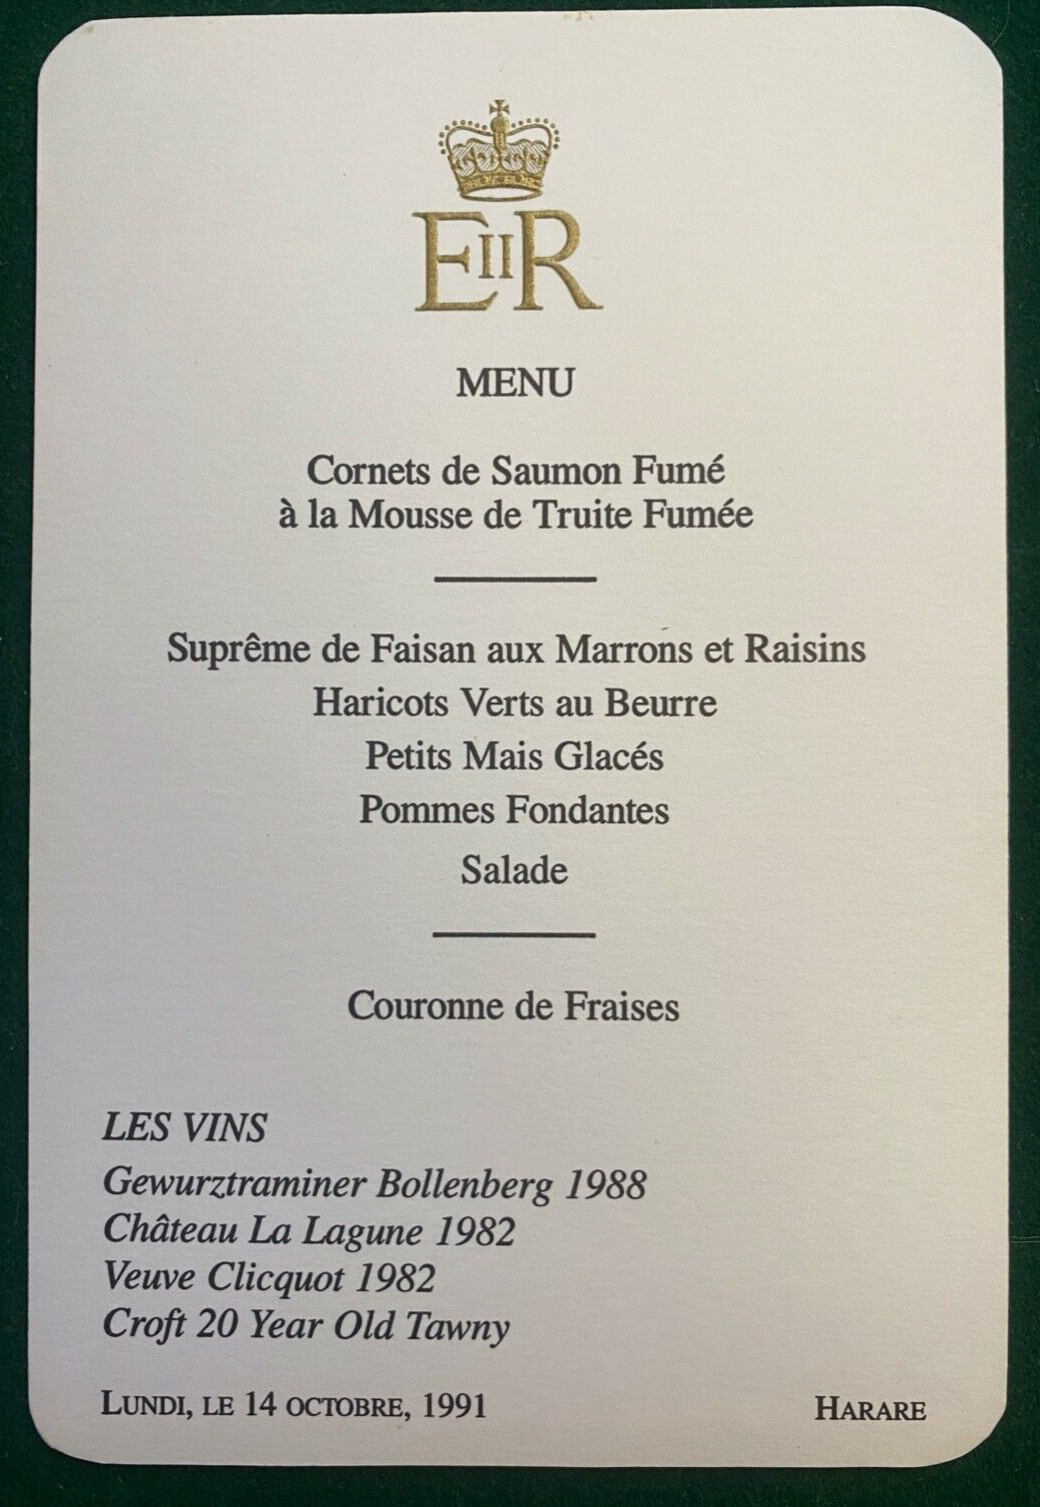 EIIR
MENU
Cornets de Saumon Fumé
à la Mousse de Truite Fumée
Suprême de Faisan aux Marrons et Raisins
Haricots Verts au Beurre
Petits Mais Glacés
Pommes Fondantes
Salade
Couronne de Fraises
LES VINS
Gewurztraminer Bollenberg 1988
Château La Lagune 1982
Veuve Clicquot 1982
Croft 20 Year Old Tawny
LUNDI, LE 14 OCTOBRE, 1991 HARARE